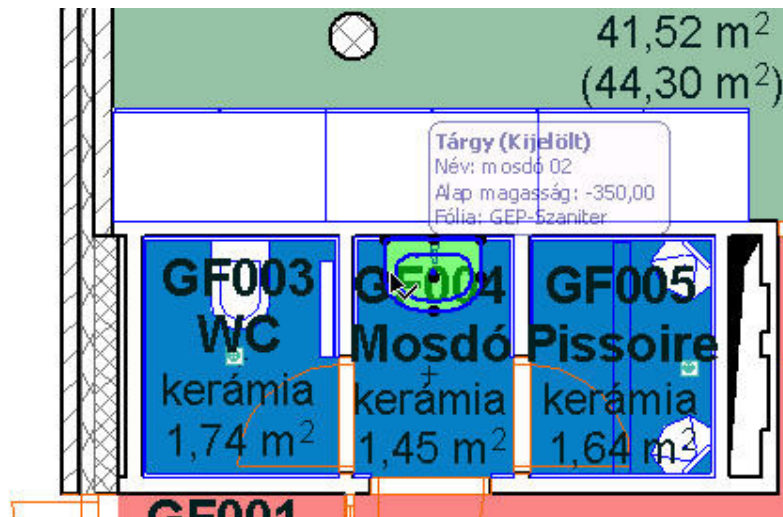 41,52 m²
(44,30 m²)
Tárgy (Kijelölt)
Név: mosdó 02
Alap magasság: -350,00
Fólia: GEP-Szaniter
GF003
WC
kerámia
1,74 m²
GF004
Mosdó
kerámia
1,45 m²
GF005
Pissoire
kerámia
1,64 m²
GF001